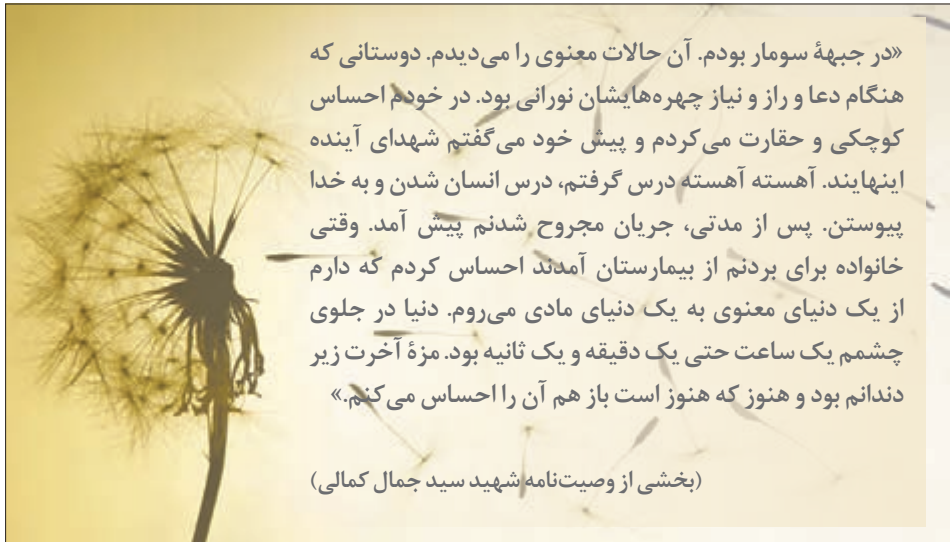 «در جبههٔ سومار بودم. آن حالات معنوی را می‌دیدم. دوستانی که
هنگام دعا و راز و نیاز چهره‌هایشان نورانی بود. در خودم احساس
کوچکی و حقارت می‌کردم و پیش خود می‌گفتم شهدای آینده
اینهایند. آهسته آهسته درس گرفتم، درس انسان شدن و به خدا
پیوستن. پس از مدتی، جریان مجروح شدنم پیش آمد. وقتی
خانواده برای بردنم از بیمارستان آمدند احساس کردم که دارم
از یک دنیای معنوی به یک دنیای مادی می‌روم. دنیا در جلوی
چشمم یک ساعت حتی یک دقیقه و یک ثانیه بود. مزهٔ آخرت زیر
دندانم بود و هنوز که هنوز است باز هم آن را احساس می‌کنم.»
(بخشی از وصیت‌نامه شهید سید جمال کمالی)